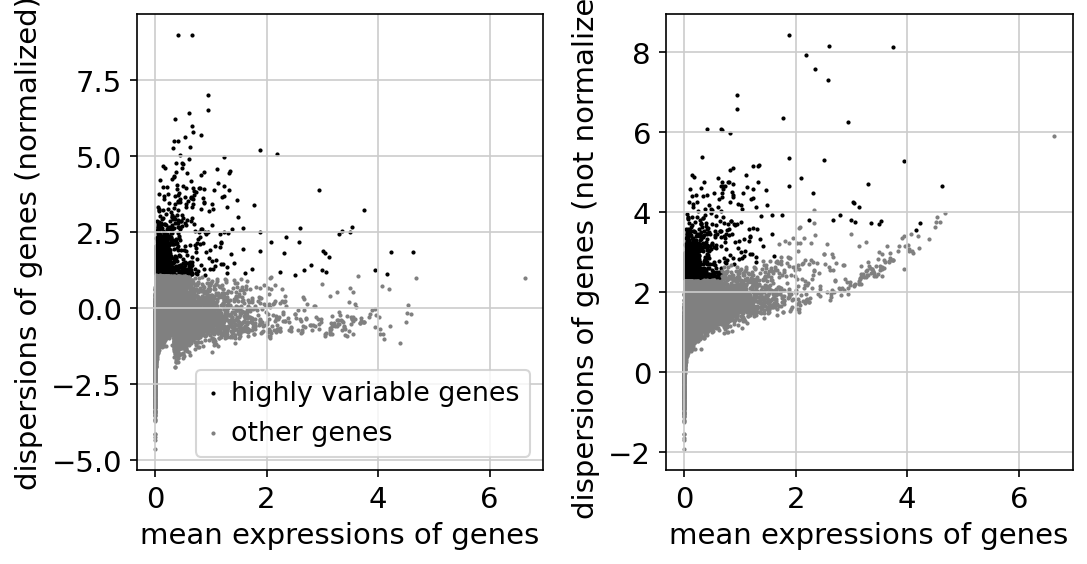 dispersions of genes (normalized)
7.5
5.0
2.5
0.0
−2.5
−5.0
0 2 4 6
mean expressions of genes
highly variable genes
other genes
dispersions of genes (not normalize
8
6
4
2
0
−2
0 2 4 6
mean expressions of genes